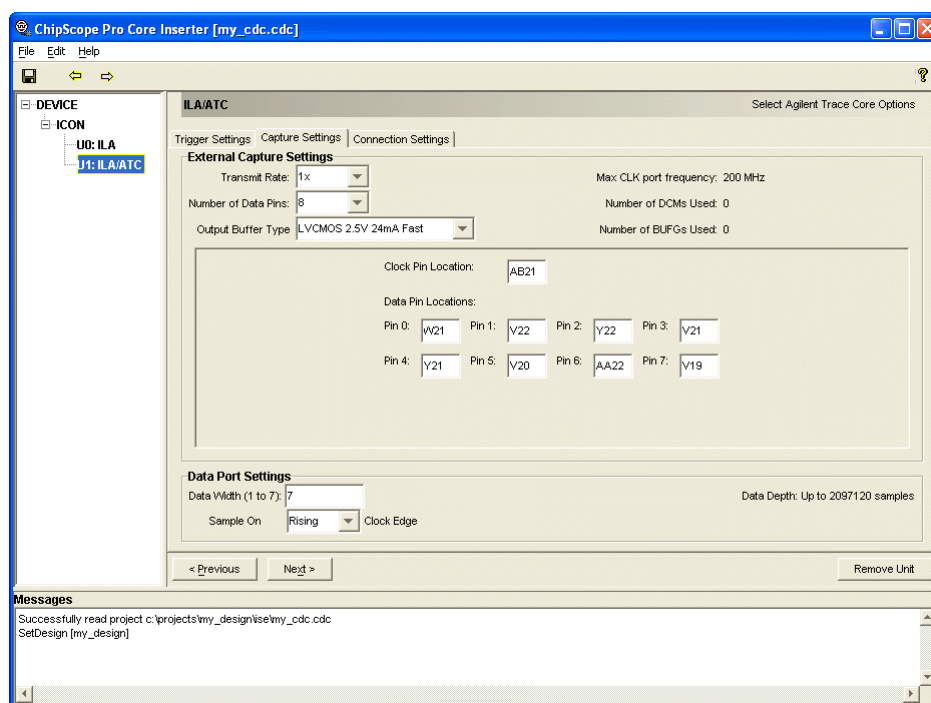 ChipScope Pro Core Inserter [my_cdc.cdc]
File Edit Help
DEVICE
ICON
U0: ILA
U1: ILA/ATC
ILA/ATC Select Agilent Trace Core Options
Trigger Settings Capture Settings Connection Settings
External Capture Settings
Transmit Rate: 1x Max CLK port frequency: 200 MHz
Number of Data Pins: 8 Number of DCMs Used: 0
Output Buffer Type LVCMOS 2.5V 24mA Fast Number of BUFGs Used: 0
Clock Pin Location: AB21
Data Pin Locations:
Pin 0: W21 Pin 1: V22 Pin 2: Y22 Pin 3: V21
Pin 4: Y21 Pin 5: V20 Pin 6: AA22 Pin 7: V19
Data Port Settings
Data Width (1 to 7): 7 Data Depth: Up to 2097120 samples
Sample On Rising Clock Edge
< Previous Next > Remove Unit
Messages
Successfully read project c:\projects\my_design\ise\my_cdc.cdc
SetDesign [my_design]